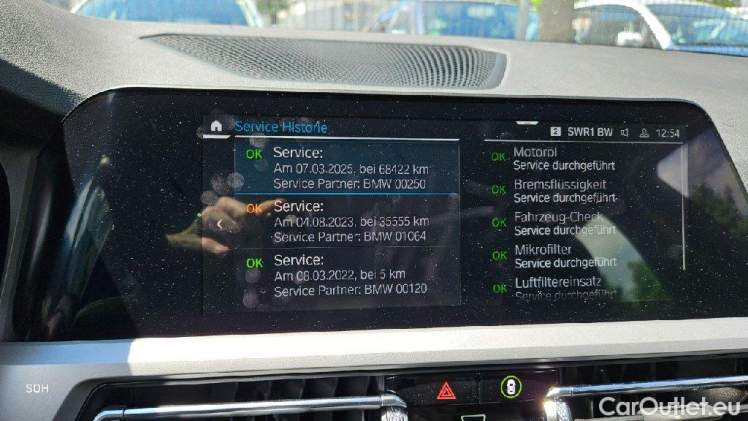 Service Historie
2 SWR1 BW 12:54
OK Service:
Am 07.03.2025, bei 68422 km
Service Partner: BMW 00250
OK Service:
Am 04.08.2023, bei 35555 km
Service Partner: BMW 01064
OK Service:
Am 08.03.2022, bei 5 km
Service Partner: BMW 00120
OK Motoröl
Service durchgeführt
OK Bremsflüssigkeit
Service durchgeführt
OK Fahrzeug-Check
Service durchgeführt
OK Mikrofilter
Service durchgeführt
OK Luftfiltereinsatz
Service durchgeführt
SOH
CarOutlet.eu